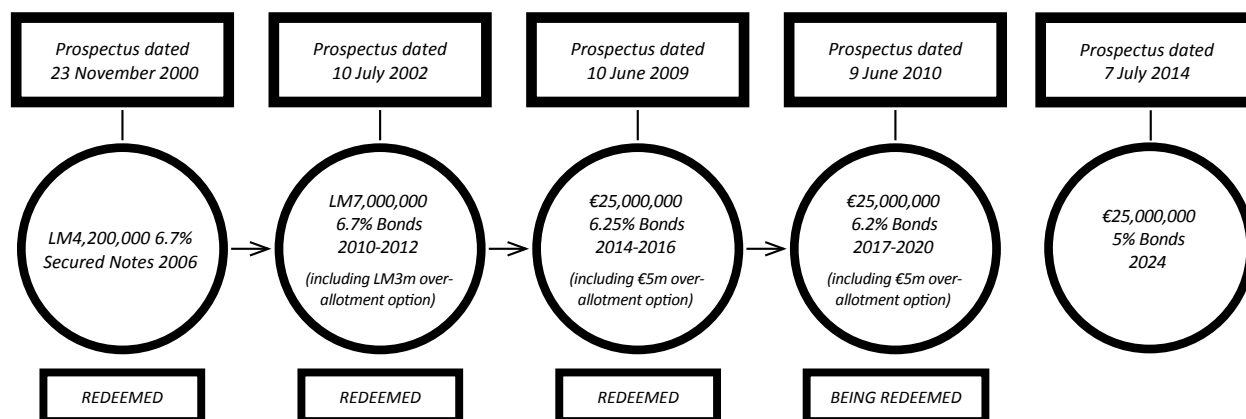 Prospectus dated
23 November 2000
Prospectus dated
10 July 2002
Prospectus dated
10 June 2009
Prospectus dated
9 June 2010
Prospectus dated
7 July 2014
LM4,200,000 6.7%
Secured Notes 2006
LM7,000,000
6.7% Bonds
2010-2012
(including LM3m over-
allotment option)
€25,000,000
6.25% Bonds
2014-2016
(including €5m over-
allotment option)
€25,000,000
6.2% Bonds
2017-2020
(including €5m over-
allotment option)
€25,000,000
5% Bonds
2024
REDEEMED
REDEEMED
REDEEMED
BEING REDEEMED